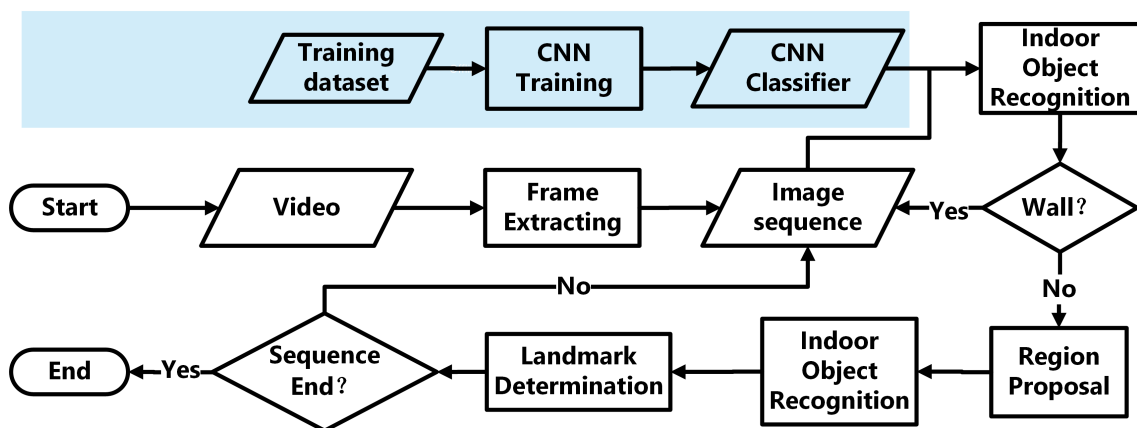 Training
dataset
CNN
Training
CNN
Classifier
Indoor
Object
Recognition
Start
Video
Frame
Extracting
Image
sequence
Yes
Wall？
No
No
End
Yes
Sequence
End？
Landmark
Determination
Indoor
Object
Recognition
Region
Proposal